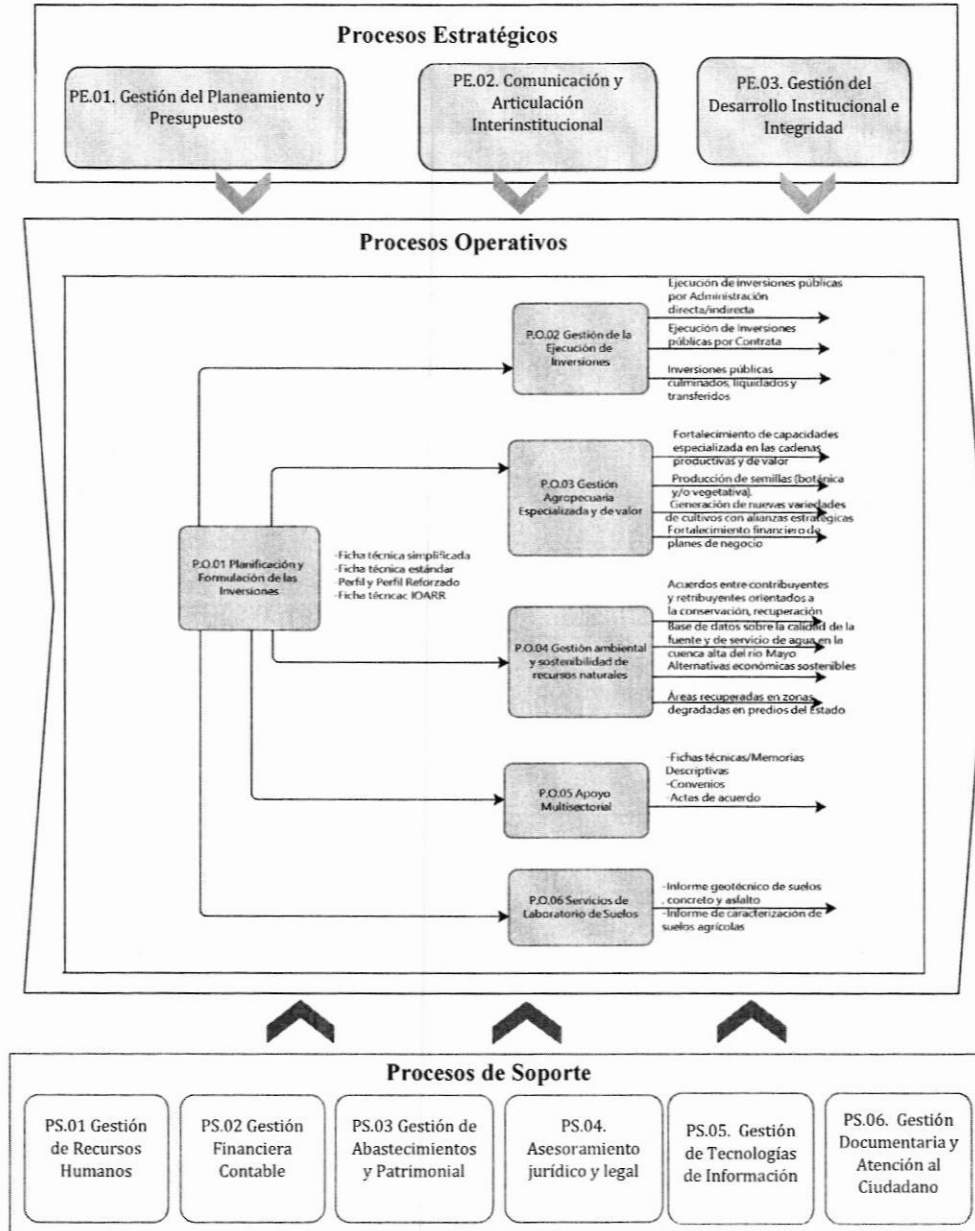 Procesos Estratégicos
PE.01. Gestión del Planeamiento y
Presupuesto
PE.02. Comunicación y
Articulación
Interinstitucional
PE.03. Gestión del
Desarrollo Institucional e
Integridad
Procesos Operativos
P.O.01 Planificación y
Formulación de las
Inversiones
-Ficha técnica simplificada
-Ficha técnica estándar
-Perfil y Perfil Reforzado
-Ficha técncac IOARR
P.O.02 Gestión de la
Ejecución de
Inversiones
Ejecución de inversiones públicas
por Administración
directa/indirecta
Ejecución de inversiones
públicas por Contrata
Inversiones públicas
culminados, liquidados y
transferidos
P.O.03 Gestión
Agropecuaria
Especializada y de valor
Fortalecimiento de capacidades
especializada en las cadenas
productivas y de valor
Producción de semillas (botánica
y/o vegetativa).
Generación de nuevas variedades
de cultivos con alianzas estratégicas
Fortalecimiento financiero de
planes de negocio
P.O.04 Gestión ambiental
y sostenibilidad de
recursos naturales
Acuerdos entre contribuyentes
y retribuyentes orientados a
la conservación, recuperación
Base de datos sobre la calidad de la
fuente y de servicio de agua en la
cuenca alta del río Mayo
Alternativas económicas sostenibles
Áreas recuperadas en zonas
degradadas en predios del Estado
P.O.05 Apoyo
Multisectorial
-Fichas técnicas/Memorias
Descriptivas
-Convenios
-Actas de acuerdo
P.O.06 Servicios de
Laboratorio de Suelos
-Informe geotécnico de suelos
, concreto y asfalto
-Informe de caracterización de
suelos agrícolas
Procesos de Soporte
PS.01 Gestión
de Recursos
Humanos
PS.02 Gestión
Financiera
Contable
PS.03 Gestión de
Abastecimientos
y Patrimonial
PS.04.
Asesoramiento
jurídico y legal
PS.05. Gestión
de Tecnologías
de Información
PS.06. Gestión
Documentaria y
Atención al
Ciudadano